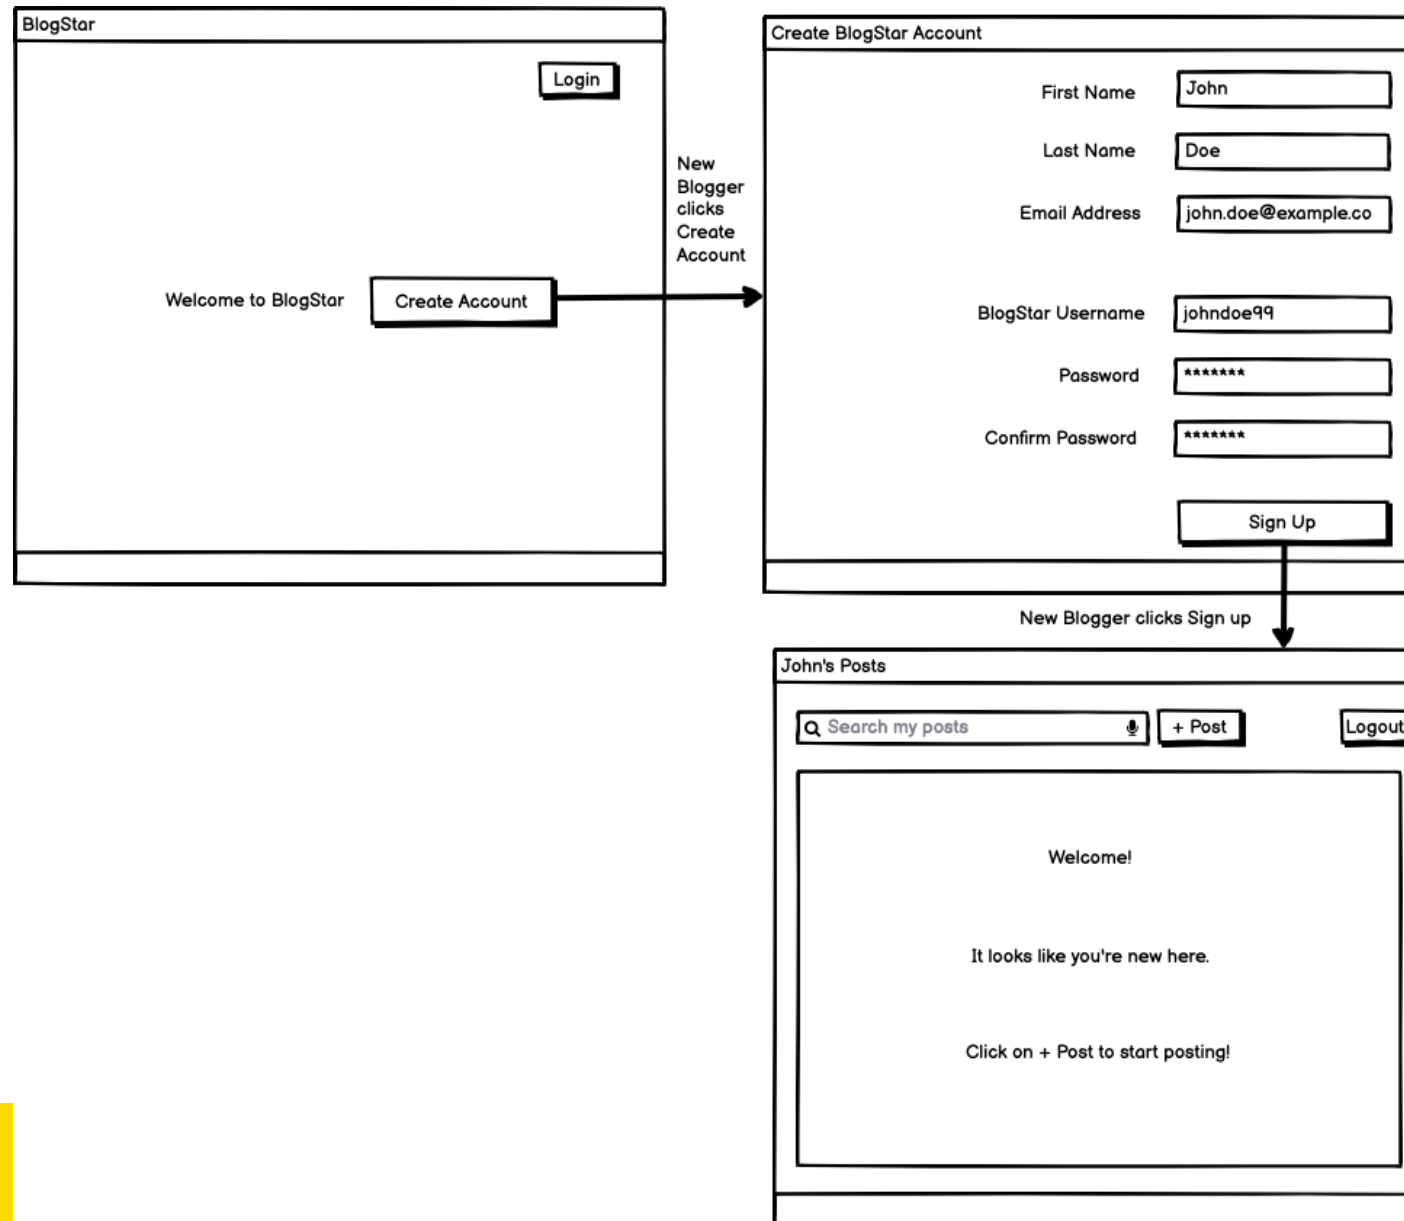 BlogStar
Login
Welcome to BlogStar
Create Account
New
Blogger
clicks
Create
Account
Create BlogStar Account
First Name
John
Last Name
Doe
Email Address
john.doe@example.co
BlogStar Username
johndoe99
Password
*******
Confirm Password
*******
Sign Up
New Blogger clicks Sign up
John's Posts
Search my posts
+ Post
Logout
Welcome!
It looks like you're new here.
Click on + Post to start posting!